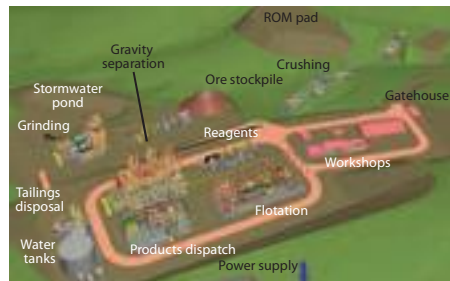 ROM pad
Gravity
separation
Crushing
Ore stockpile
Stormwater
pond
Gatehouse
Grinding
Reagents
Workshops
Tailings
disposal
Flotation
Water
tanks
Products dispatch
Power supply